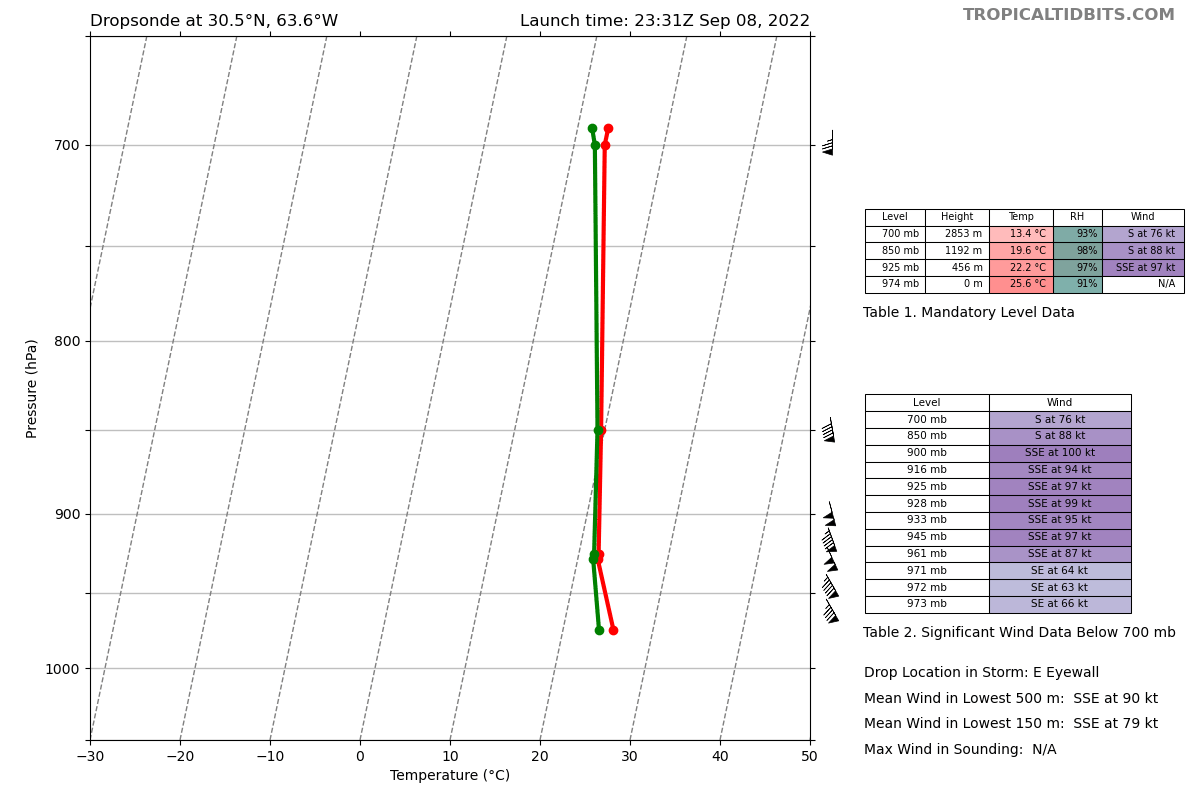 Dropsonde at 30.5°N, 63.6°W
Launch time: 23:31Z Sep 08, 2022
TROPICALTIDBITS.COM
Pressure (hPa)
700
800
900
1000
−30 −20 −10 0 10 20 30 40 50
Temperature (°C)
Level Height Temp RH Wind
700 mb 2853 m 13.4 °C 93% S at 76 kt
850 mb 1192 m 19.6 °C 98% S at 88 kt
925 mb 456 m 22.2 °C 97% SSE at 97 kt
974 mb 0 m 25.6 °C 91% N/A
Table 1. Mandatory Level Data
Level Wind
700 mb S at 76 kt
850 mb S at 88 kt
900 mb SSE at 100 kt
916 mb SSE at 94 kt
925 mb SSE at 97 kt
928 mb SSE at 99 kt
933 mb SSE at 95 kt
945 mb SSE at 97 kt
961 mb SSE at 87 kt
971 mb SE at 64 kt
972 mb SE at 63 kt
973 mb SE at 66 kt
Table 2. Significant Wind Data Below 700 mb
Drop Location in Storm: E Eyewall
Mean Wind in Lowest 500 m:  SSE at 90 kt
Mean Wind in Lowest 150 m:  SSE at 79 kt
Max Wind in Sounding:  N/A